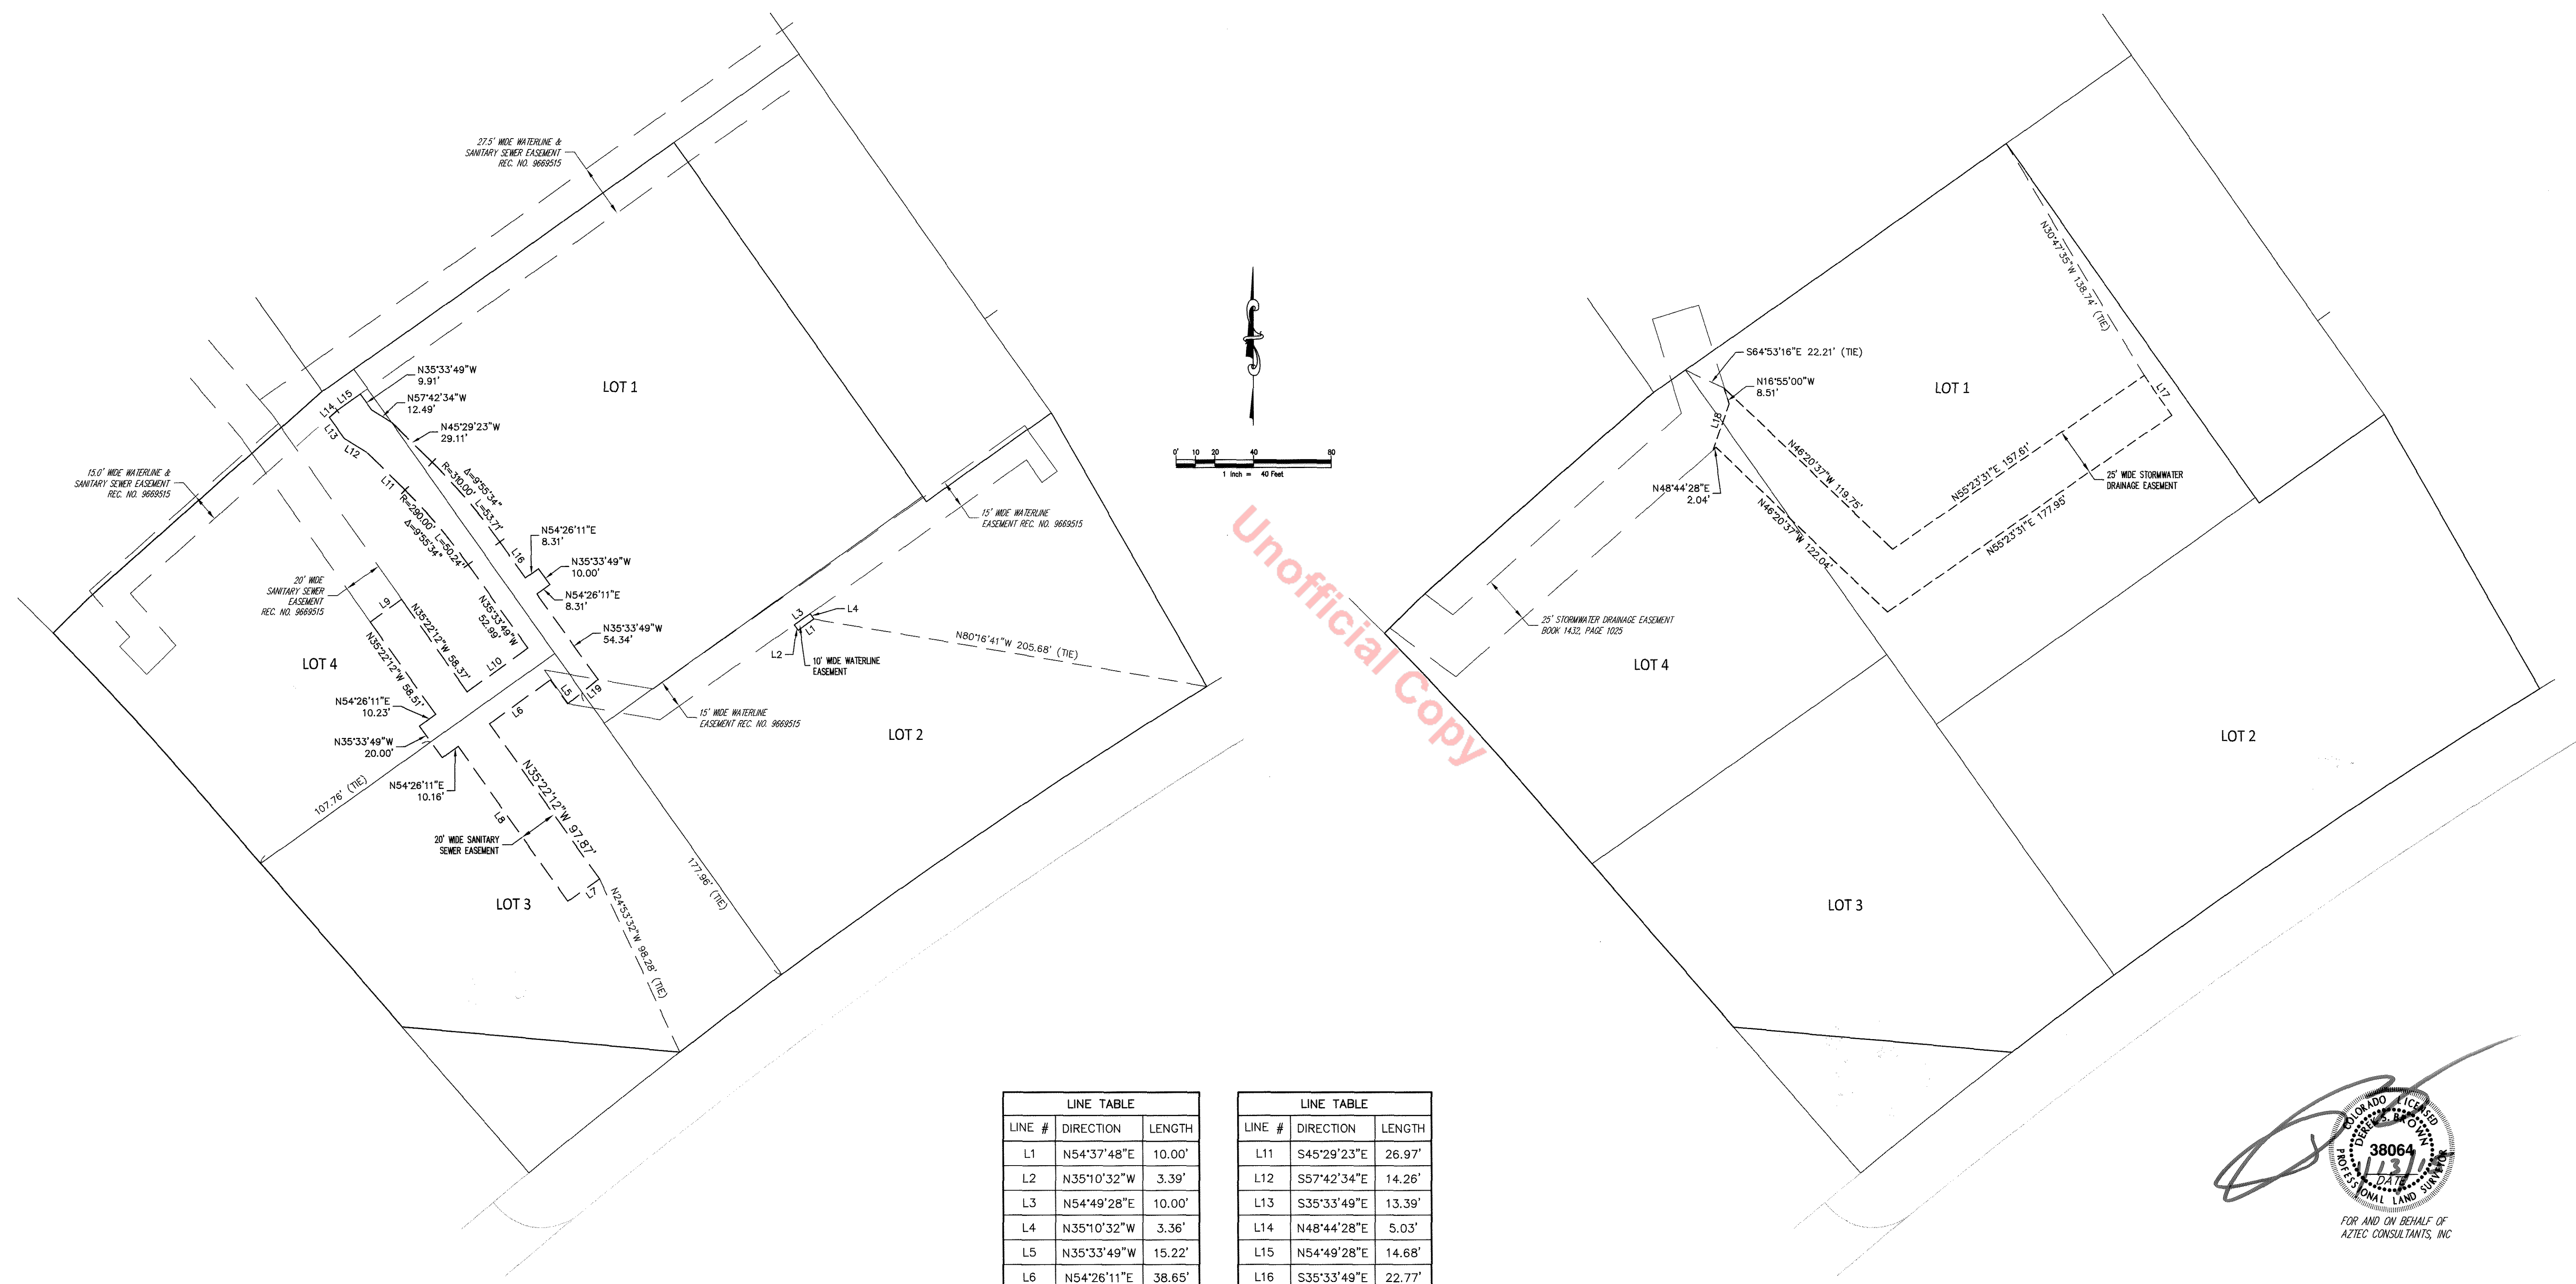 27.5' WIDE WATERLINE &
SANITARY SEWER EASEMENT
REC. NO. 9669515
15.0' WIDE WATERLINE &
SANITARY SEWER EASEMENT
REC. NO. 9669515
L14
L15
L13
L12
L11
N35°33'49"W
9.91'
N57°42'34"W
12.49'
N45°29'23"W
29.11'
LOT 1
Δ=9°55'34"
R=310.00' L=53.71'
R=290.00' L=50.24'
Δ=9°55'34"
L16
N54°26'11"E
8.31'
N35°33'49"W
10.00'
N54°26'11"E
8.31'
N35°33'49"W
54.34'
20' WIDE
SANITARY SEWER
EASEMENT
REC. NO. 9669515
L9
N35°22'12"W 58.37'
N35°33'49"W
52.99'
N35°22'12"W 58.51'
L10
LOT 4
N54°26'11"E
10.23'
N35°33'49"W
20.00'
N54°26'11"E
10.16'
107.76' (TIE)
L5
L19
L6
L8
N35°22'12"W 97.87'
20' WIDE SANITARY
SEWER EASEMENT
L7
LOT 3
N24°53'32"W 98.28' (TIE)
177.96' (TIE)
15' WIDE WATERLINE
EASEMENT REC. NO. 9669515
L3
L4
L1
L2
10' WIDE WATERLINE
EASEMENT
N80°16'41"W 205.68' (TIE)
15' WIDE WATERLINE
EASEMENT REC. NO. 9669515
LOT 2
0' 10 20 40 80
1 inch = 40 Feet
Unofficial Copy
S64°53'16"E 22.21' (TIE)
N16°55'00"W
8.51'
L18
LOT 1
N30°47'35"W 138.74' (TIE)
L17
N46°20'37"W 119.75'
N55°23'31"E 157.61'
25' WIDE STORMWATER
DRAINAGE EASEMENT
N55°23'31"E 177.95'
N48°44'28"E
2.04'
N46°20'37"W 122.04'
25' STORMWATER DRAINAGE EASEMENT
BOOK 1432, PAGE 1025
LOT 4
LOT 2
LOT 3
LINE TABLE
LINE # DIRECTION LENGTH
L1 N54°37'48"E 10.00'
L2 N35°10'32"W 3.39'
L3 N54°49'28"E 10.00'
L4 N35°10'32"W 3.36'
L5 N35°33'49"W 15.22'
L6 N54°26'11"E 38.65'
LINE TABLE
LINE # DIRECTION LENGTH
L11 S45°29'23"E 26.97'
L12 S57°42'34"E 14.26'
L13 S35°33'49"E 13.39'
L14 N48°44'28"E 5.03'
L15 N54°49'28"E 14.68'
L16 S35°33'49"E 22.77'
COLORADO LICENSED
DEREK S. BROWN
38064
DATE
PROFESSIONAL LAND SURVEYOR
FOR AND ON BEHALF OF
AZTEC CONSULTANTS, INC